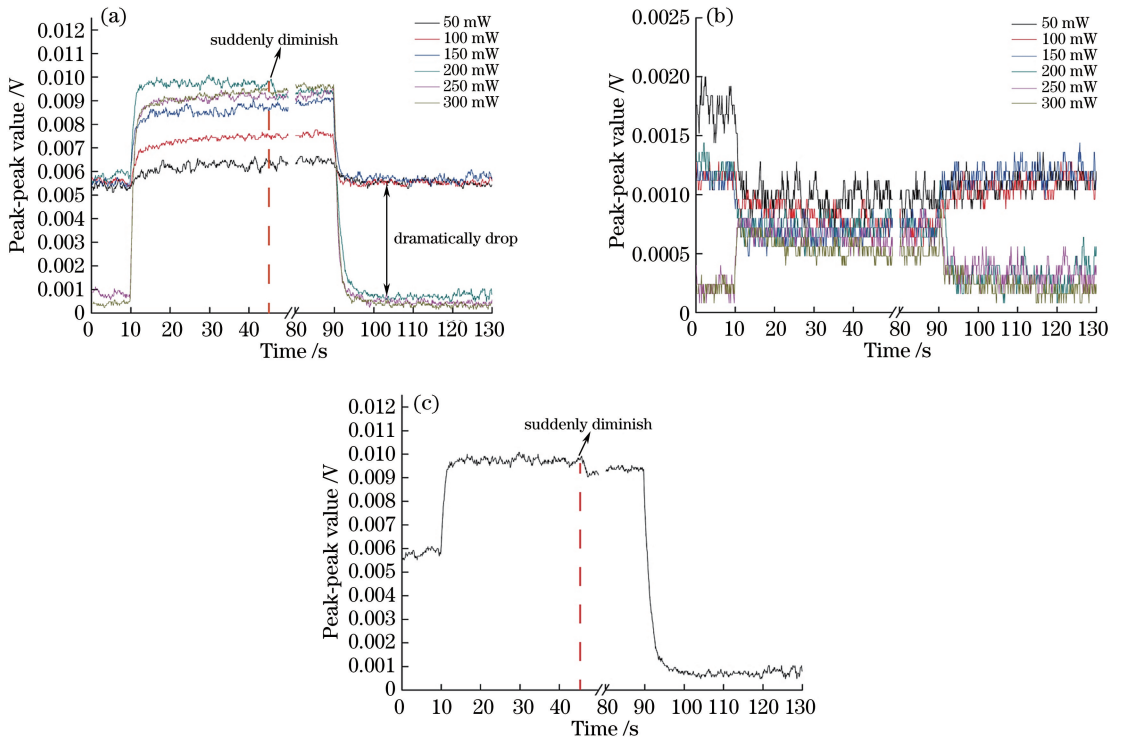 (a)
Peak-peak value /V
0.012
0.011
0.010
0.009
0.008
0.007
0.006
0.005
0.004
0.003
0.002
0.001
0
suddenly diminish
50 mW
100 mW
150 mW
200 mW
250 mW
300 mW
dramatically drop
0 10 20 30 40 80 90 100 110 120 130
Time /s
(b)
Peak-peak value /V
0.0025
0.0020
0.0015
0.0010
0.0005
0
50 mW
100 mW
150 mW
200 mW
250 mW
300 mW
0 10 20 30 40 80 90 100 110 120 130
Time /s
(c)
Peak-peak value /V
0.012
0.011
0.010
0.009
0.008
0.007
0.006
0.005
0.004
0.003
0.002
0.001
0
suddenly diminish
0 10 20 30 40 80 90 100 110 120 130
Time /s